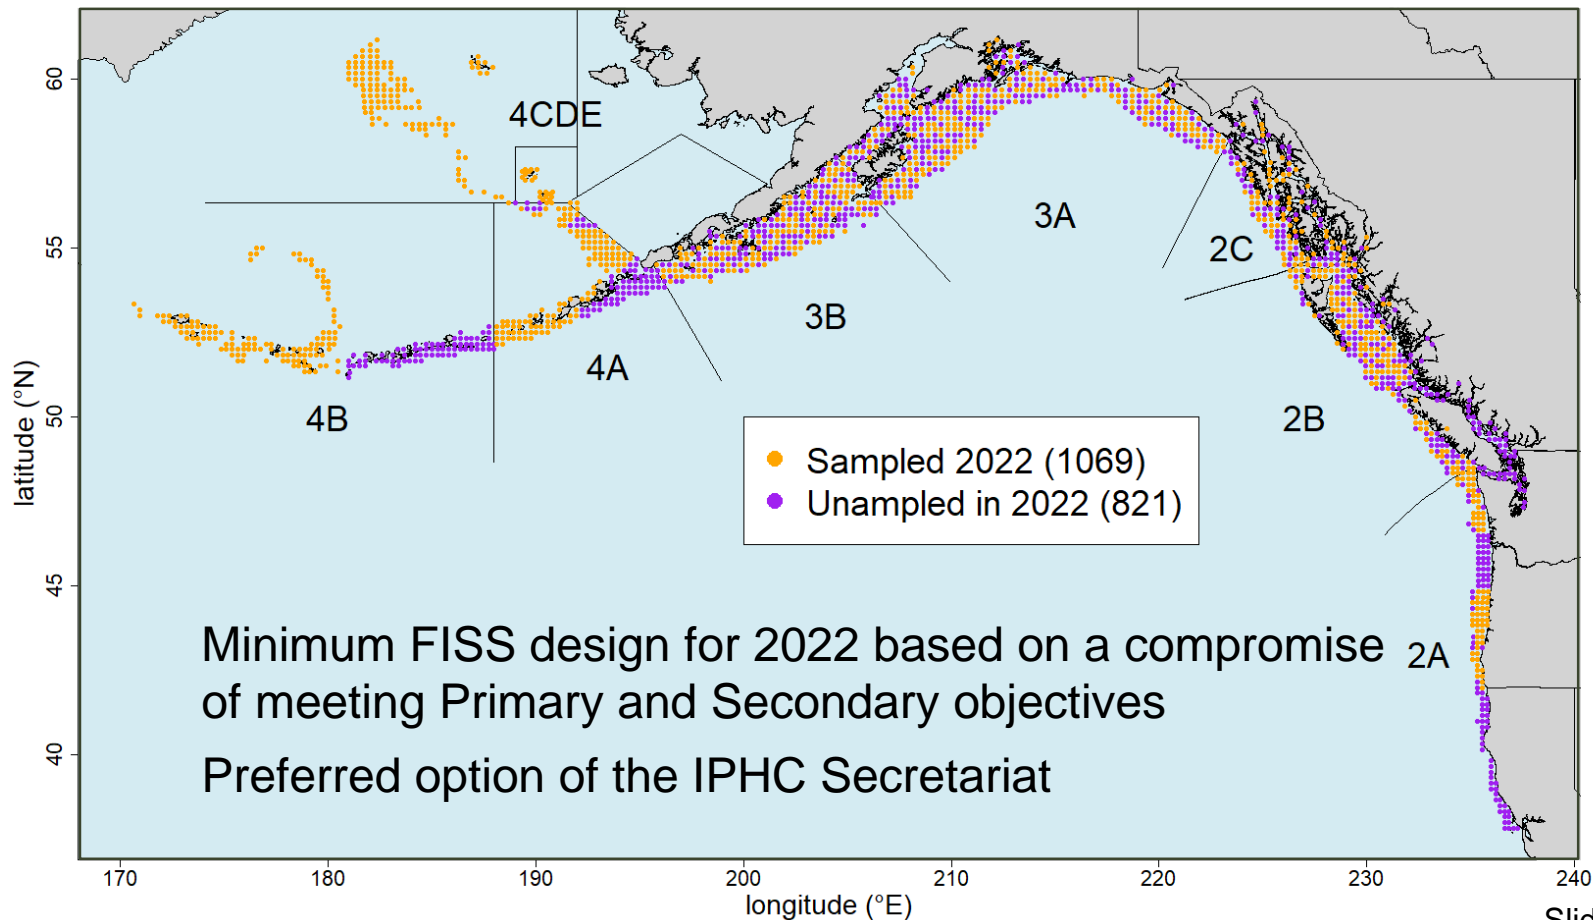 4CDE
3A
2C
3B
4A
4B
2B
2A
Sampled 2022 (1069)
Unampled in 2022 (821)
Minimum FISS design for 2022 based on a compromise
of meeting Primary and Secondary objectives
Preferred option of the IPHC Secretariat
latitude (°N)
60
55
50
45
40
170 180 190 200 210 220 230 240
longitude (°E)